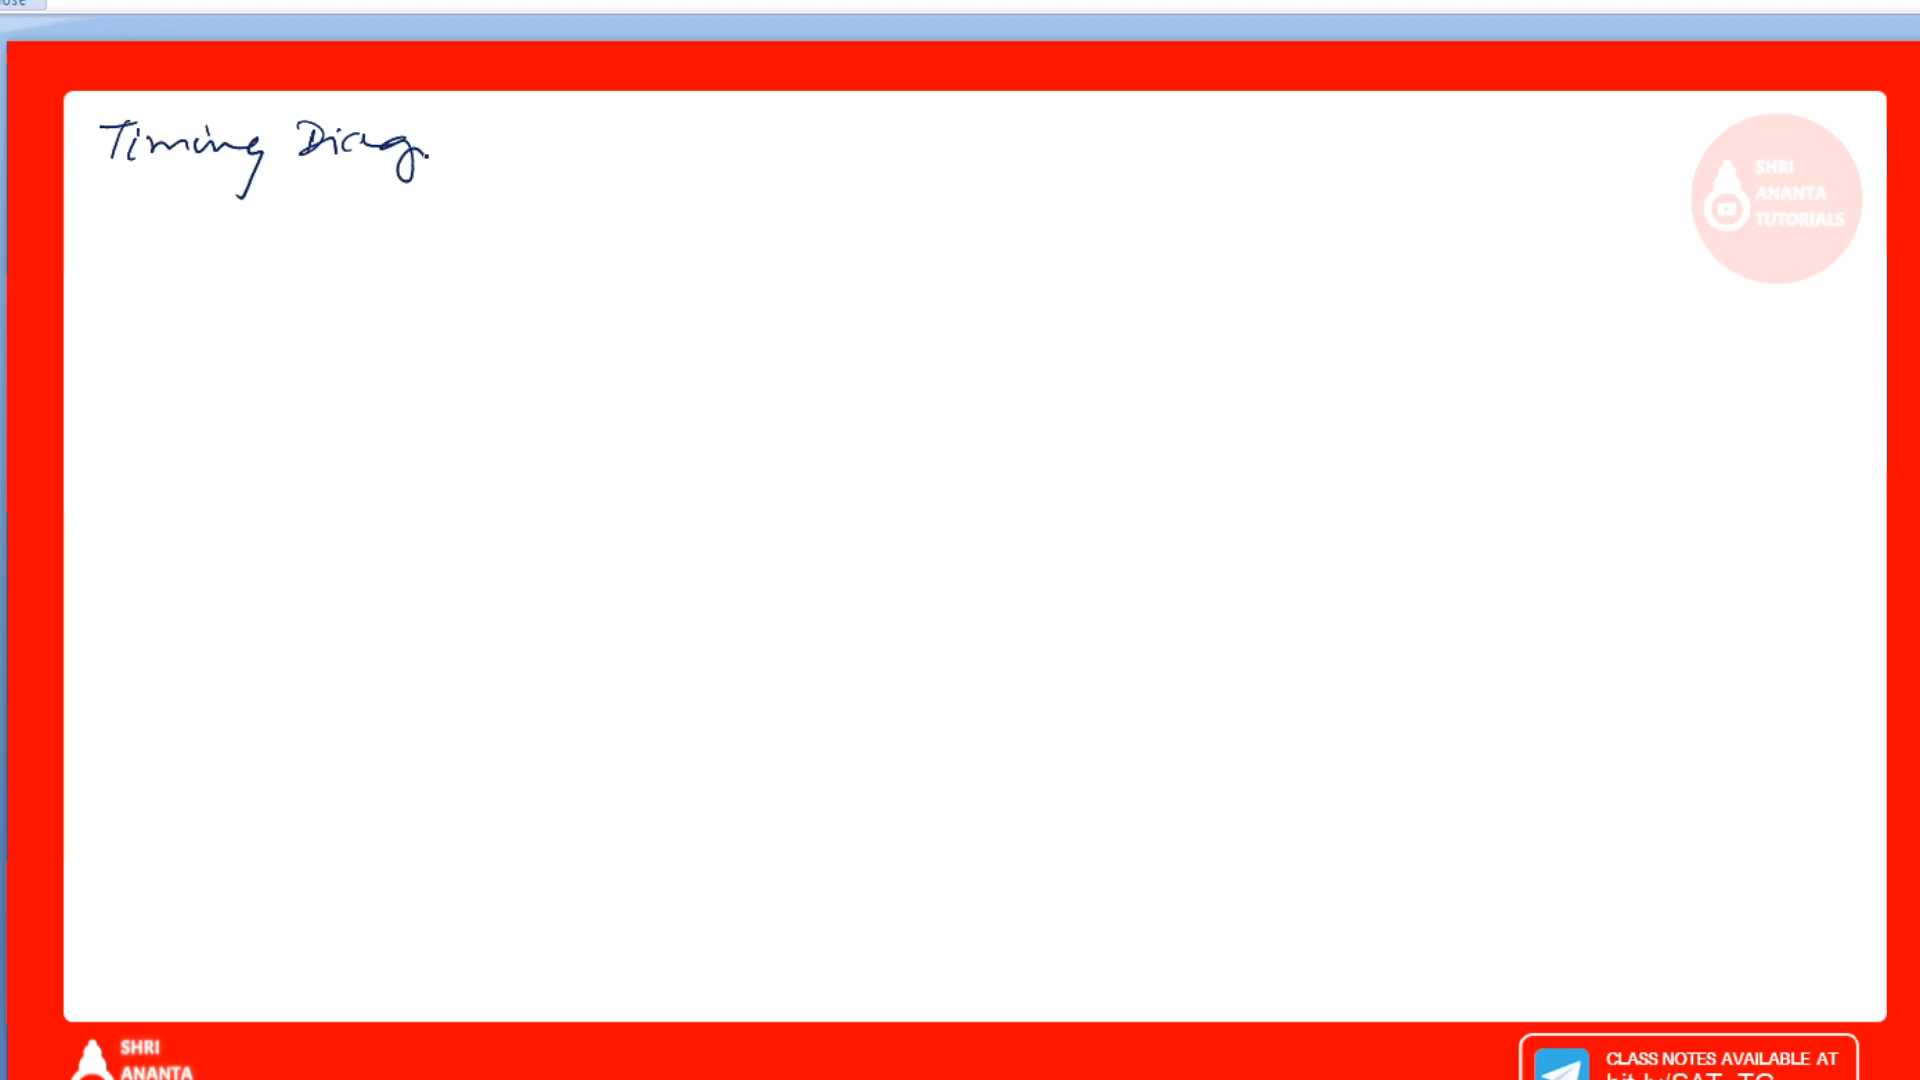 Timing Diag.
SHRI
ANANTA
TUTORIALS
SHRI
ANANTA
CLASS NOTES AVAILABLE AT